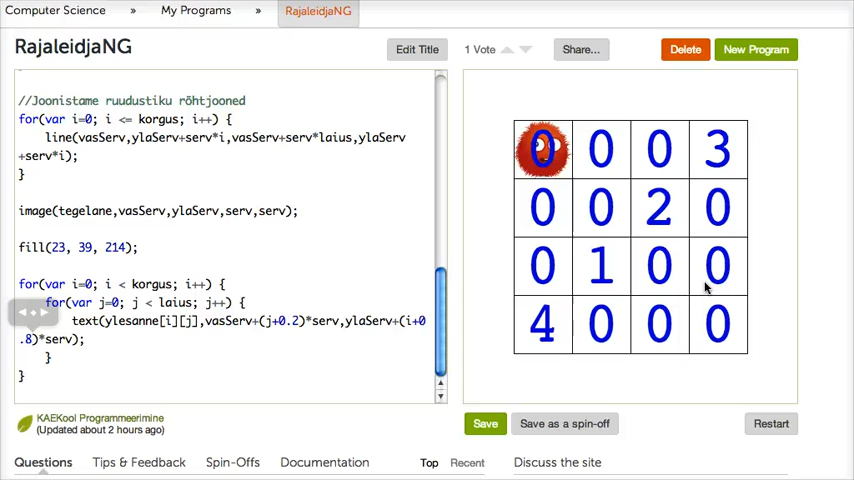 Computer Science » My Programs » RajaleidjaNG
RajaleidjaNG
Edit Title
1 Vote
Share...
Delete
New Program
//Joonistame ruudustiku rõhtjooned
for(var i=0; i <= korgus; i++) {
line(vasServ,ylaServ+serv*i,vasServ+serv*laius,ylaServ
+serv*i);
}
image(tegelane,vasServ,ylaServ,serv,serv);
fill(23, 39, 214);
for(var i=0; i < korgus; i++) {
for(var j=0; j < laius; j++) {
text(ylesanne[i][j],vasServ+(j+0.2)*serv,ylaServ+(i+0
.8)*serv);
}
}
0 0 0 3
0 0 2 0
0 1 0 0
4 0 0 0
KAEKool Programmeerimine
(Updated about 2 hours ago)
Save
Save as a spin-off
Restart
Questions Tips & Feedback Spin-Offs Documentation Top Recent
Discuss the site